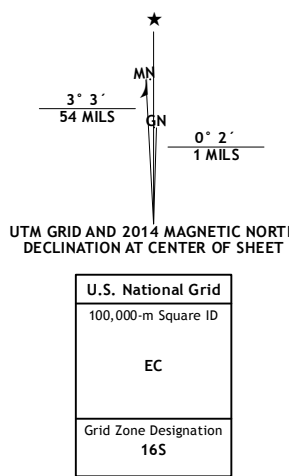 MN
3° 3´
54 MILS
GN
0° 2´
1 MILS
UTM GRID AND 2014 MAGNETIC NORT
DECLINATION AT CENTER OF SHEET
U.S. National Grid
100,000-m Square ID
EC
Grid Zone Designation
16S